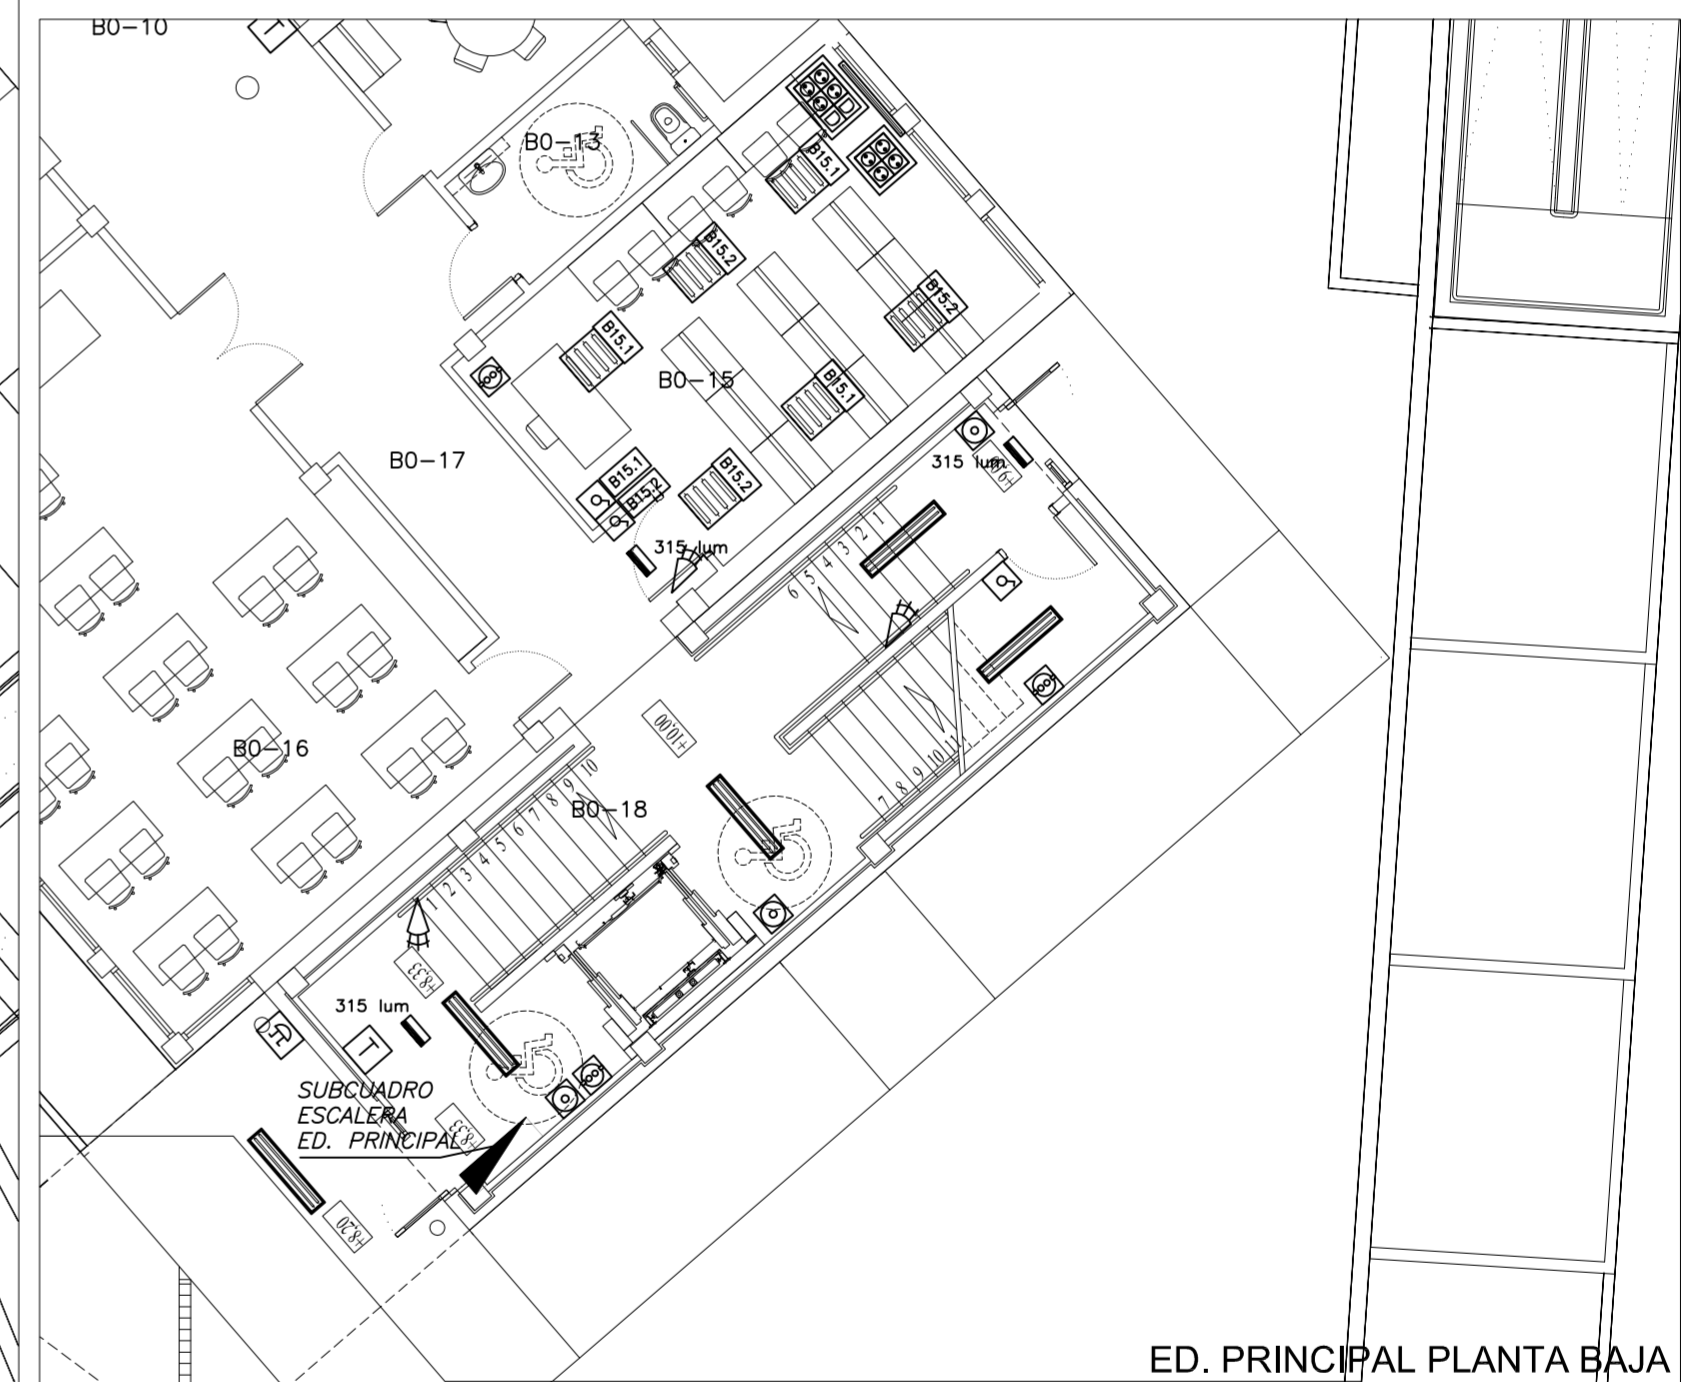 B0-10
T
B0-13
B15.1
B15.2
B15.2
B15.1
B0-15
B15.1
B0-17
B15.1
B15.2
B15.2
315 lum
315 lum
1
2
3
4
5
6
+10,00
B0-16
B0-18
10
9
8
7
6
5
4
3
2
1
11
10
9
8
7
+8,33
315 lum
T
SUBCUADRO
ESCALERA
ED. PRINCIPAL
+8,33
+8,20
ED. PRINCIPAL PLANTA BAJA